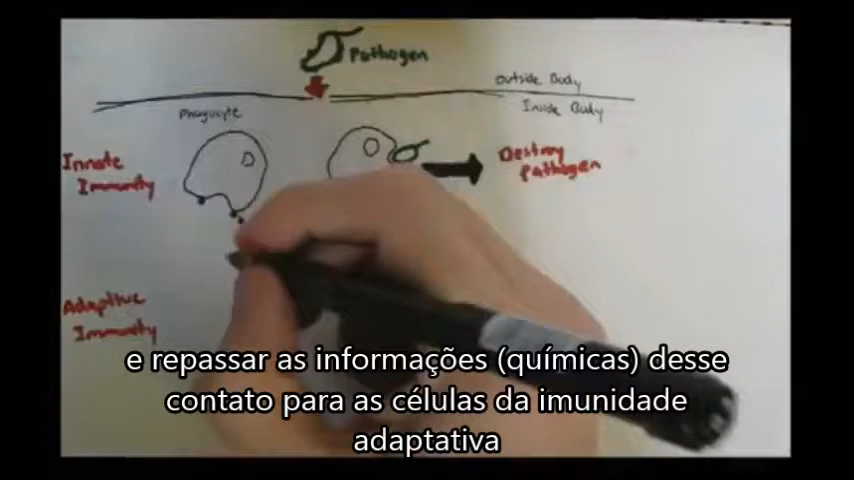 Pathogen
Outside Body
Phagocyte
Inside Body
Innate
Immunity
Destroy
Pathogen
Adaptive
Immunity
e repassar as informações (químicas) desse
contato para as células da imunidade
adaptativa